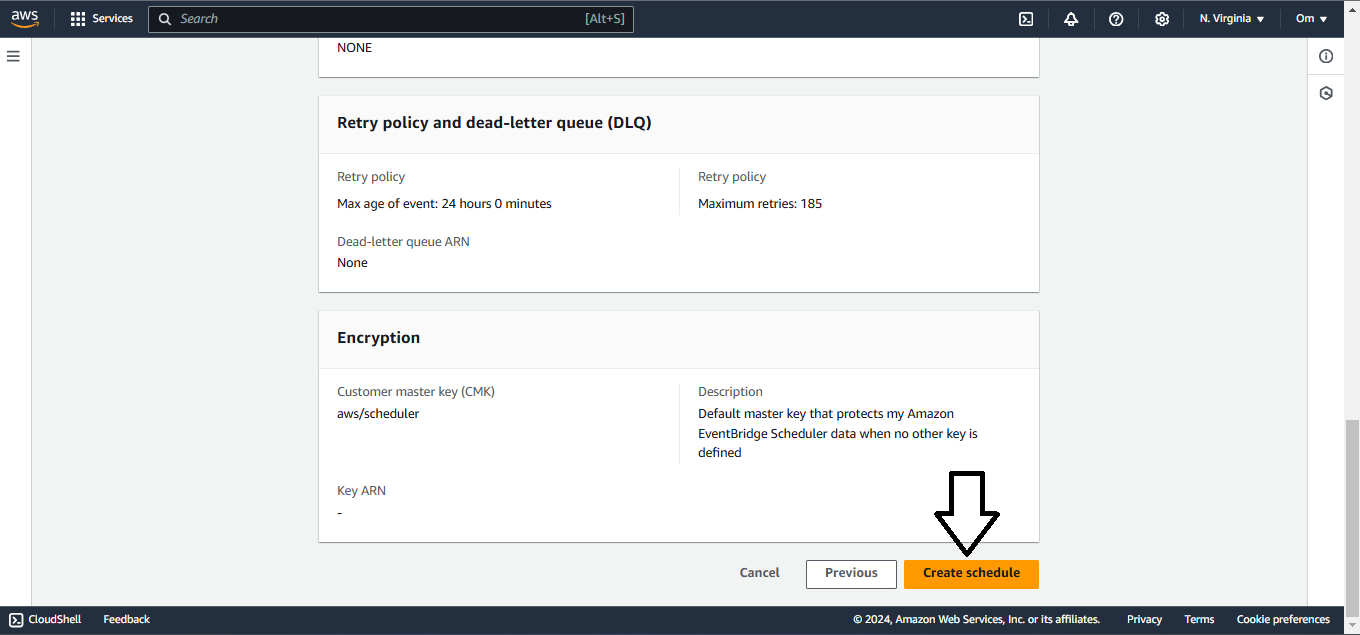 aws
Services
Search
[Alt+S]
N. Virginia
Om
NONE
Retry policy and dead-letter queue (DLQ)
Retry policy
Max age of event: 24 hours 0 minutes
Retry policy
Maximum retries: 185
Dead-letter queue ARN
None
Encryption
Customer master key (CMK)
aws/scheduler
Description
Default master key that protects my Amazon
EventBridge Scheduler data when no other key is
defined
Key ARN
-
Cancel
Previous
Create schedule
CloudShell
Feedback
© 2024, Amazon Web Services, Inc. or its affiliates.
Privacy
Terms
Cookie preferences